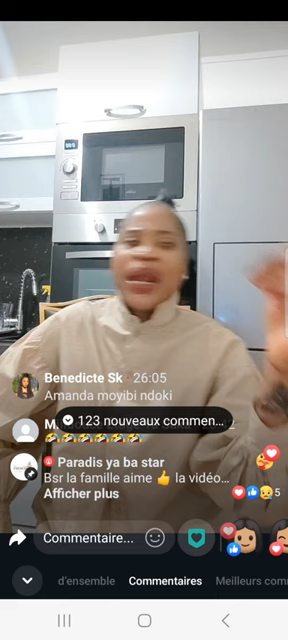 Benedicte Sk · 26:05
Amanda moyibi ndoki
123 nouveaux commen...
Paradis ya ba star
Bsr la famille aime 👍 la vidéo...
Afficher plus
5
Commentaire...
d'ensemble Commentaires Meilleurs com